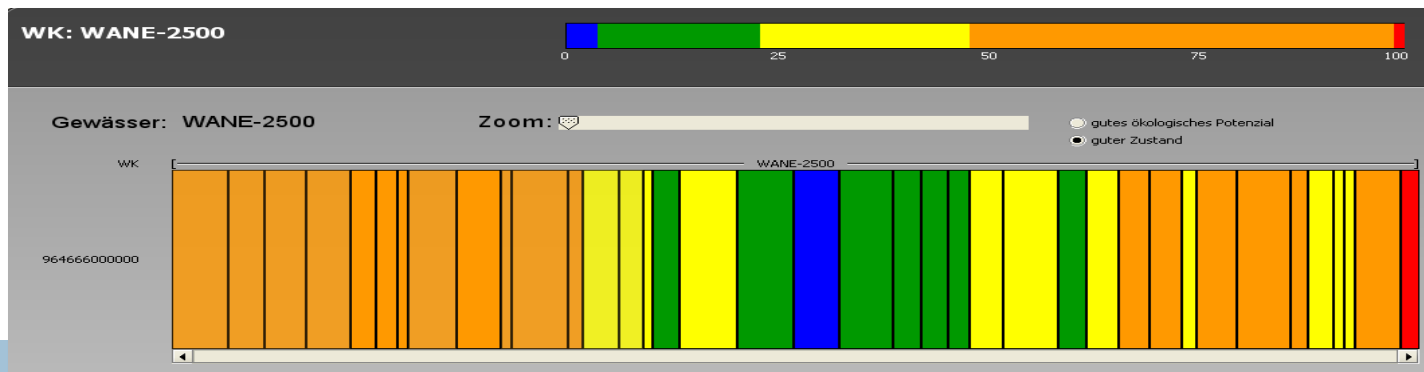 WK: WANE-2500
0 25 50 75 100
Gewässer: WANE-2500 Zoom:
gutes ökologisches Potenzial
guter Zustand
WK [ WANE-2500 ]
964666000000